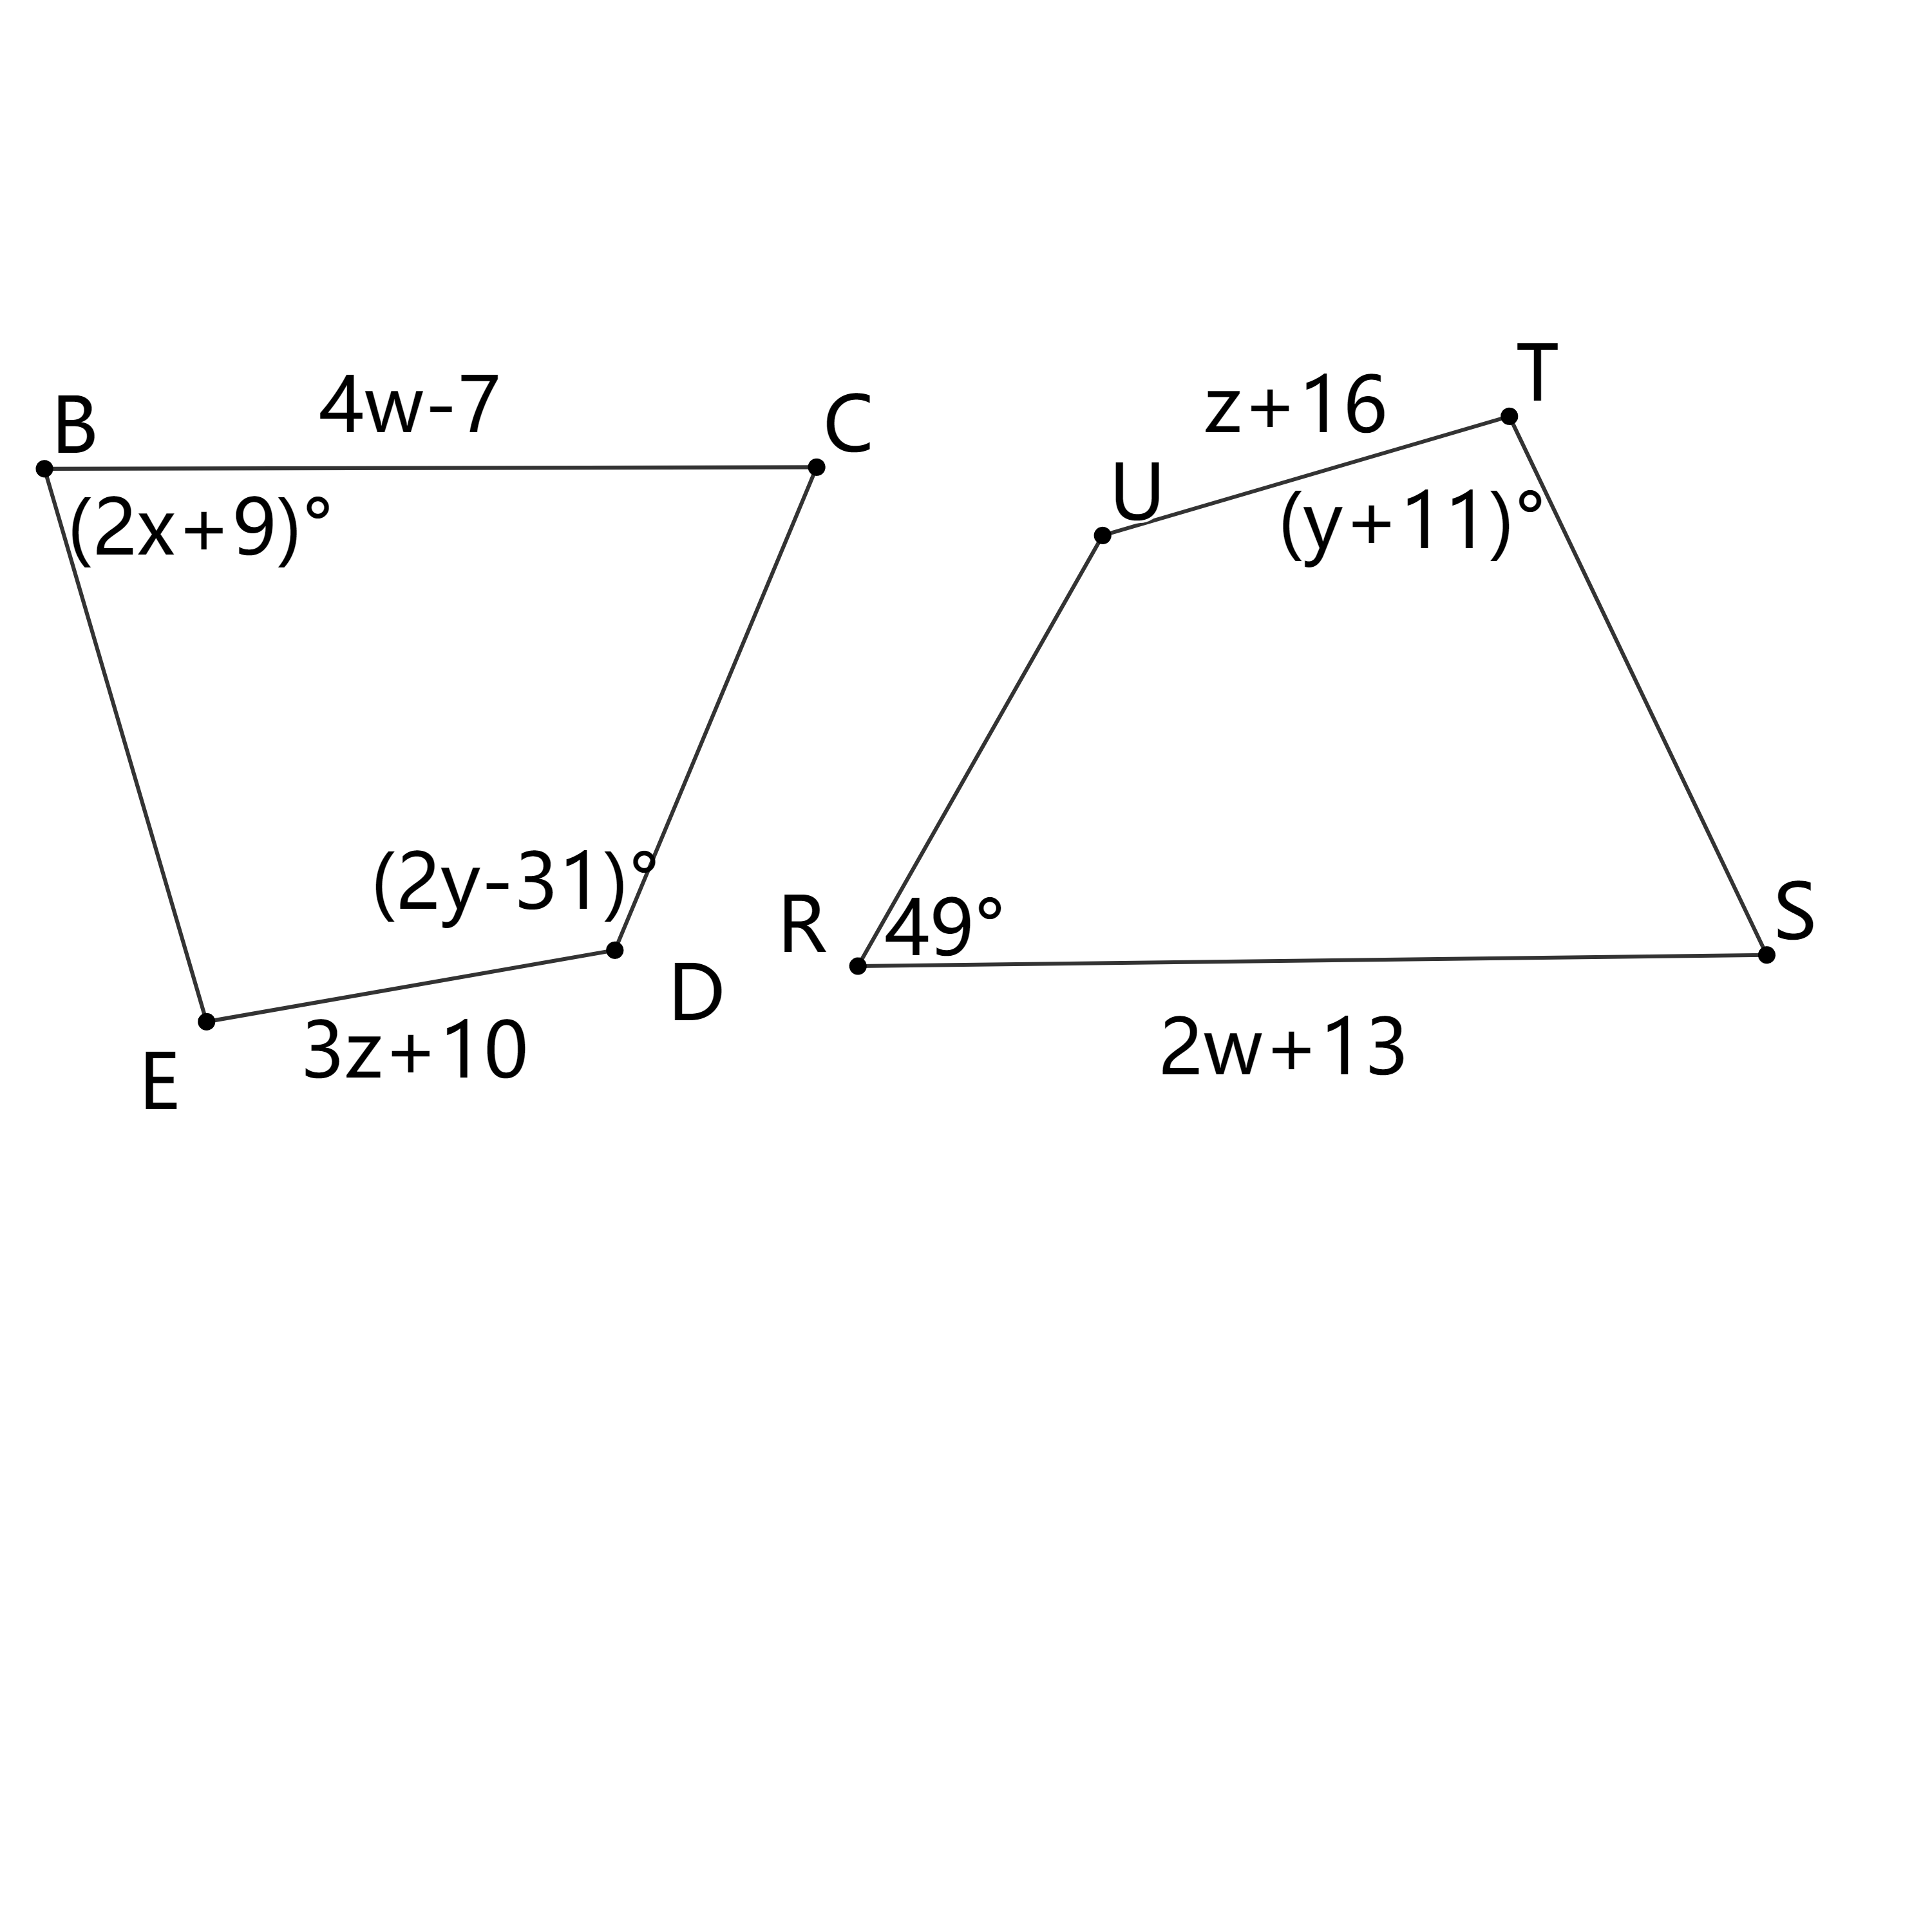 B
4w-7
C
(2x+9)°
(2y-31)°
D
E
3z+10
T
z+16
U
(y+11)°
R
49°
S
2w+13